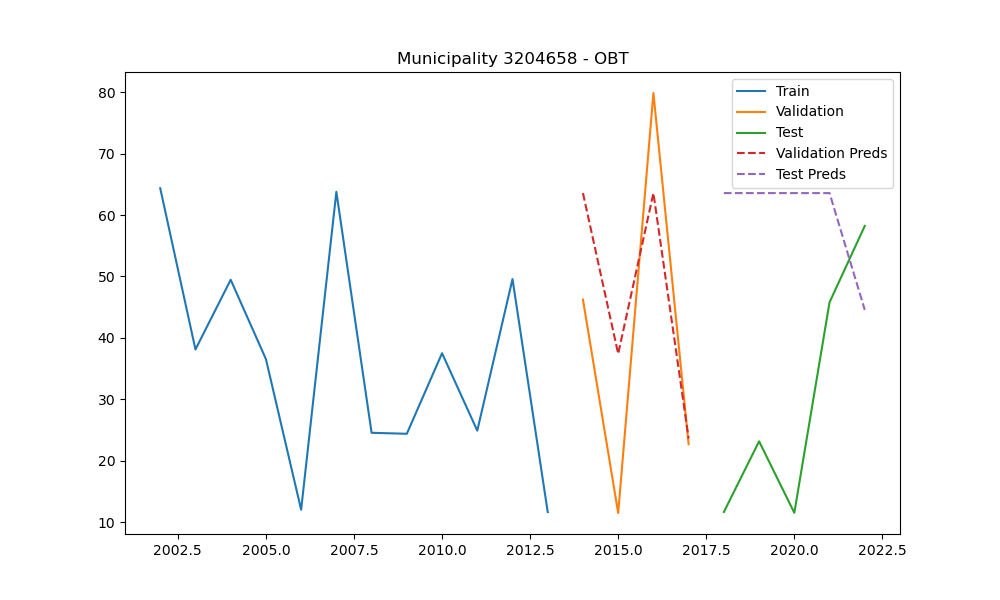 Municipality 3204658 - OBT
Train
Validation
Test
Validation Preds
Test Preds
80
70
60
50
40
30
20
10
2002.5 2005.0 2007.5 2010.0 2012.5 2015.0 2017.5 2020.0 2022.5